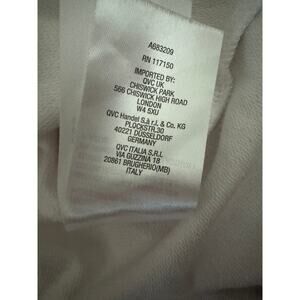 A683209
RN 117150
IMPORTED BY:
QVC UK
CHISWICK PARK
566 CHISWICK HIGH ROAD
LONDON
W4 5XU
QVC Handel S.à r.l. & Co. KG
PLOCKSTR.30
40221 DÜSSELDORF
GERMANY
QVC ITALIA S.R.L
VIA GUZZINA 18
20861 BRUGHERIO(MB)
ITALY